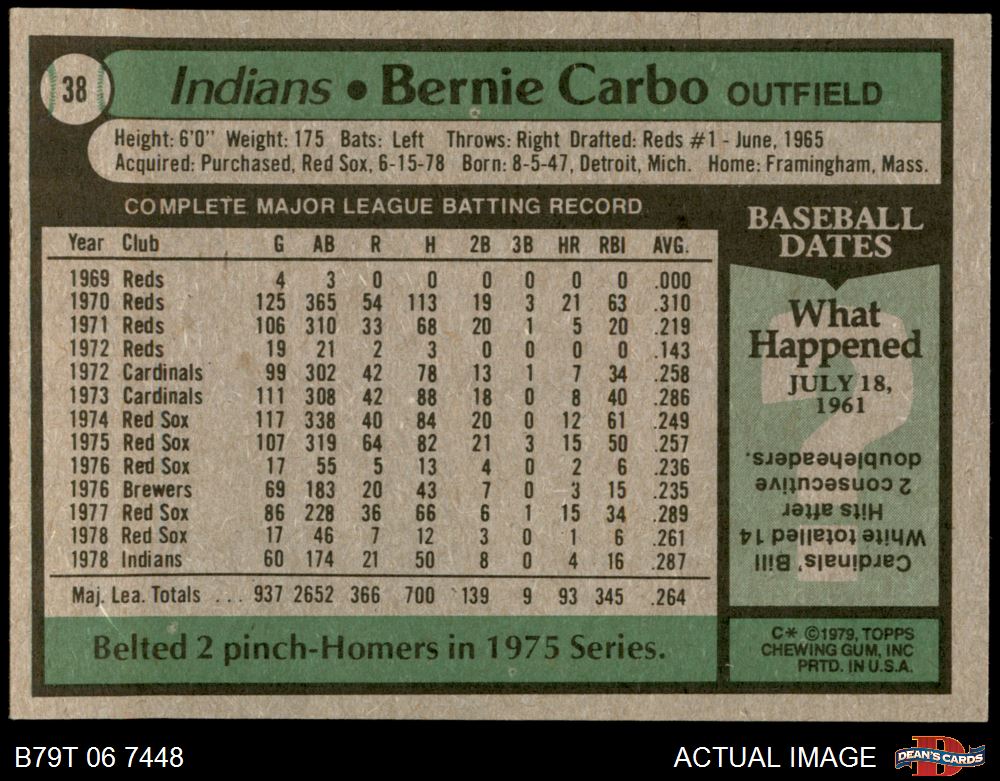 38
Indians • Bernie Carbo OUTFIELD
Height: 6'0" Weight: 175 Bats: Left Throws: Right Drafted: Reds #1 - June, 1965
Acquired: Purchased, Red Sox, 6-15-78 Born: 8-5-47, Detroit, Mich. Home: Framingham, Mass.
COMPLETE MAJOR LEAGUE BATTING RECORD
Year Club G AB R H 2B 3B HR RBI AVG.
1969 Reds 4 3 0 0 0 0 0 0 .000
1970 Reds 125 365 54 113 19 3 21 63 .310
1971 Reds 106 310 33 68 20 1 5 20 .219
1972 Reds 19 21 2 3 0 0 0 0 .143
1972 Cardinals 99 302 42 78 13 1 7 34 .258
1973 Cardinals 111 308 42 88 18 0 8 40 .286
1974 Red Sox 117 338 40 84 20 0 12 61 .249
1975 Red Sox 107 319 64 82 21 3 15 50 .257
1976 Red Sox 17 55 5 13 4 0 2 6 .236
1976 Brewers 69 183 20 43 7 0 3 15 .235
1977 Red Sox 86 228 36 66 6 1 15 34 .289
1978 Red Sox 17 46 7 12 3 0 1 6 .261
1978 Indians 60 174 21 50 8 0 4 16 .287
Maj. Lea. Totals ... 937 2652 366 700 139 9 93 345 .264
Belted 2 pinch-Homers in 1975 Series.
BASEBALL
DATES
What
Happened
JULY 18,
1961
Cardinals' Bill
White totalled 14
Hits after
2 consecutive
doubleheaders.
C* ©1979, TOPPS
CHEWING GUM, INC
PRTD. IN U.S.A.
B79T 06 7448
ACTUAL IMAGE
D
DEAN'S CARDS